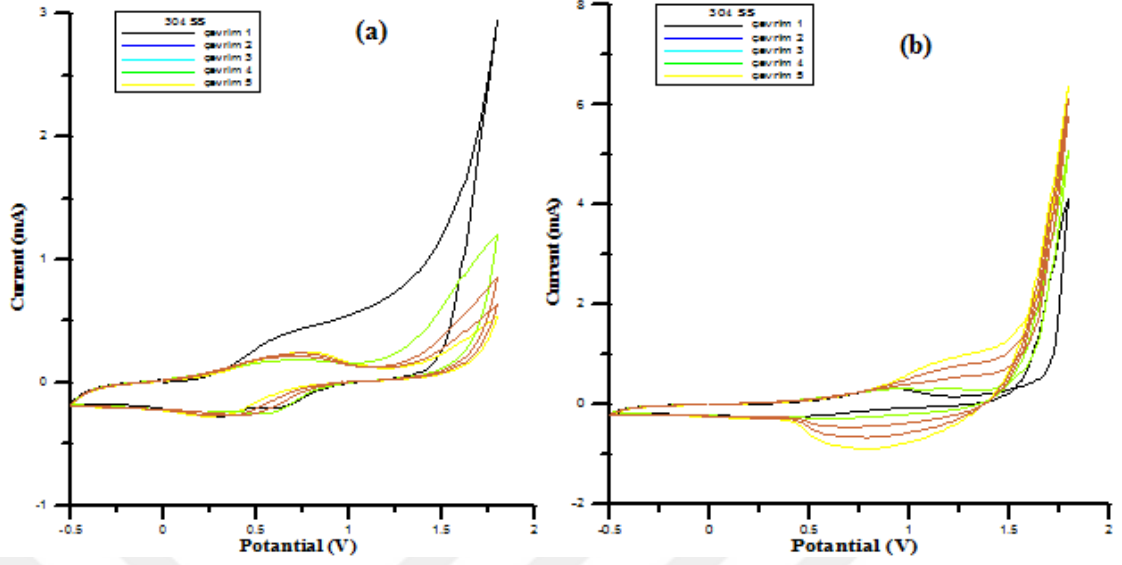 (a)
304 SS
çevrim 1
çevrim 2
çevrim 3
çevrim 4
çevrim 5
3
2
1
0
-1
Current (mA)
-0.5 0 0.5 1 1.5 2
Potantial (V)
(b)
304 SS
çevrim 1
çevrim 2
çevrim 3
çevrim 4
çevrim 5
8
6
4
2
0
-2
Current (mA)
-0.5 0 0.5 1 1.5 2
Potantial (V)